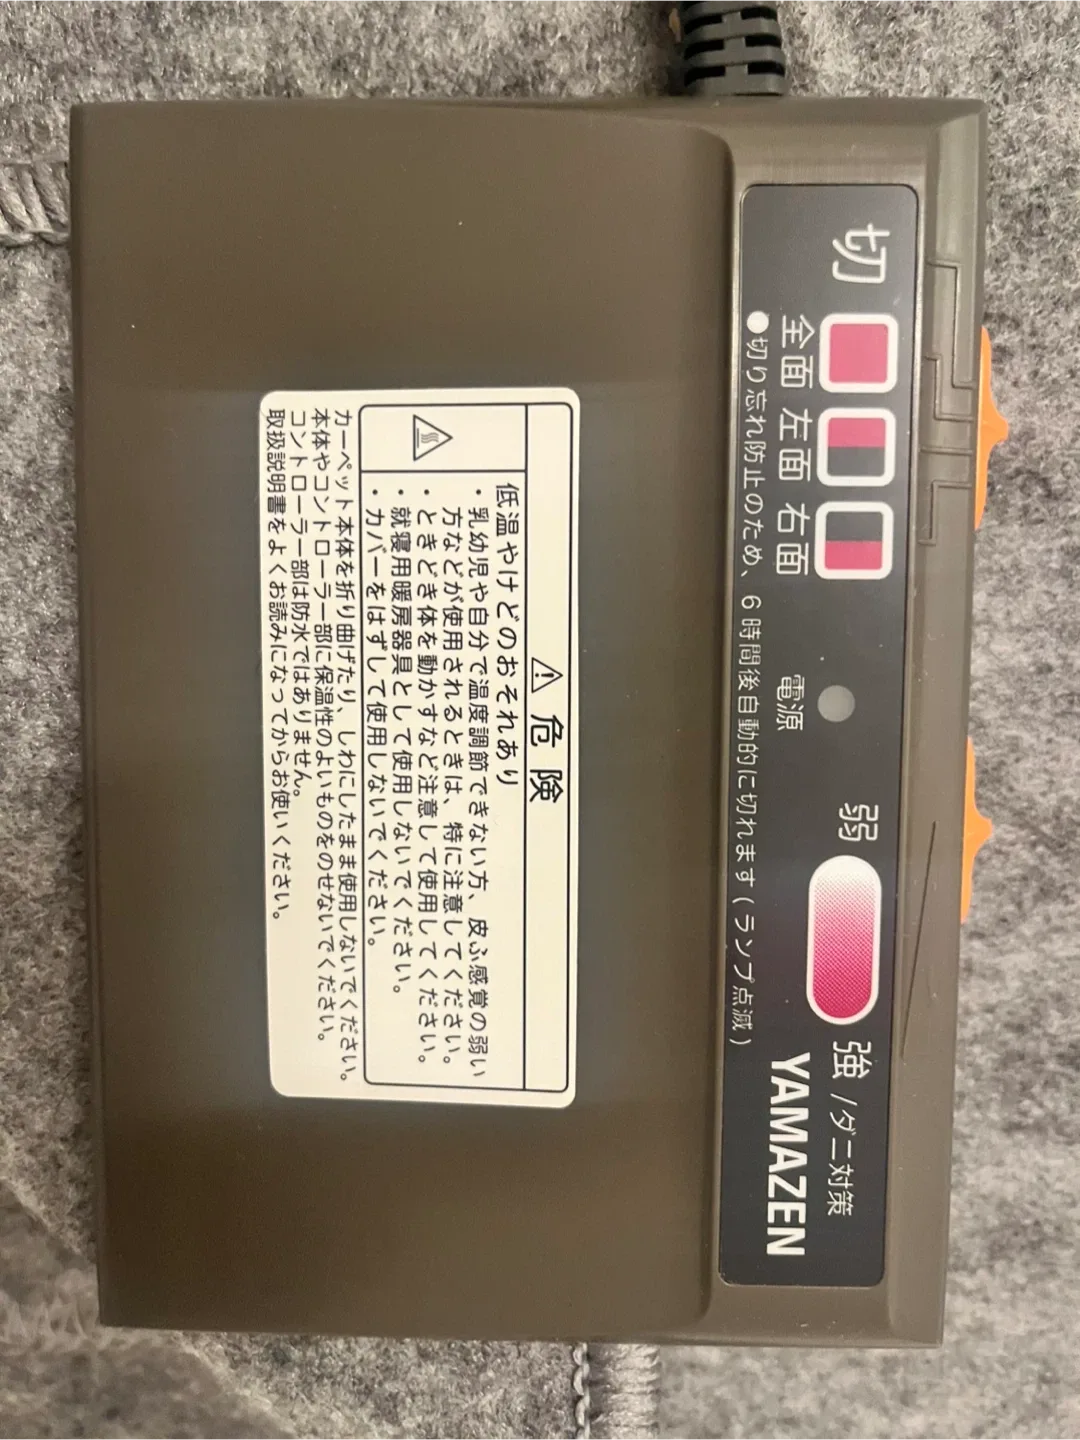 切
全面 左面 右面
電源
弱
強 /ダニ対策
●切り忘れ防止のため、6時間後自動的に切れます(ランプ点滅)
YAMAZEN
危険
低温やけどのおそれあり
・乳幼児や自分で温度調節できない方、皮ふ感覚の弱い
方などが使用されるときは、特に注意してください。
・ときどき体を動かすなど注意して使用してください。
・就寝用暖房器具として使用しないでください。
・カバーをはずして使用しないでください。
カーペット本体を折り曲げたり、しわにしたまま使用しないでください。
本体やコントローラー部に保温性のよいものをのせないでください。
コントローラー部は防水ではありません。
取扱説明書をよくお読みになってからお使いください。